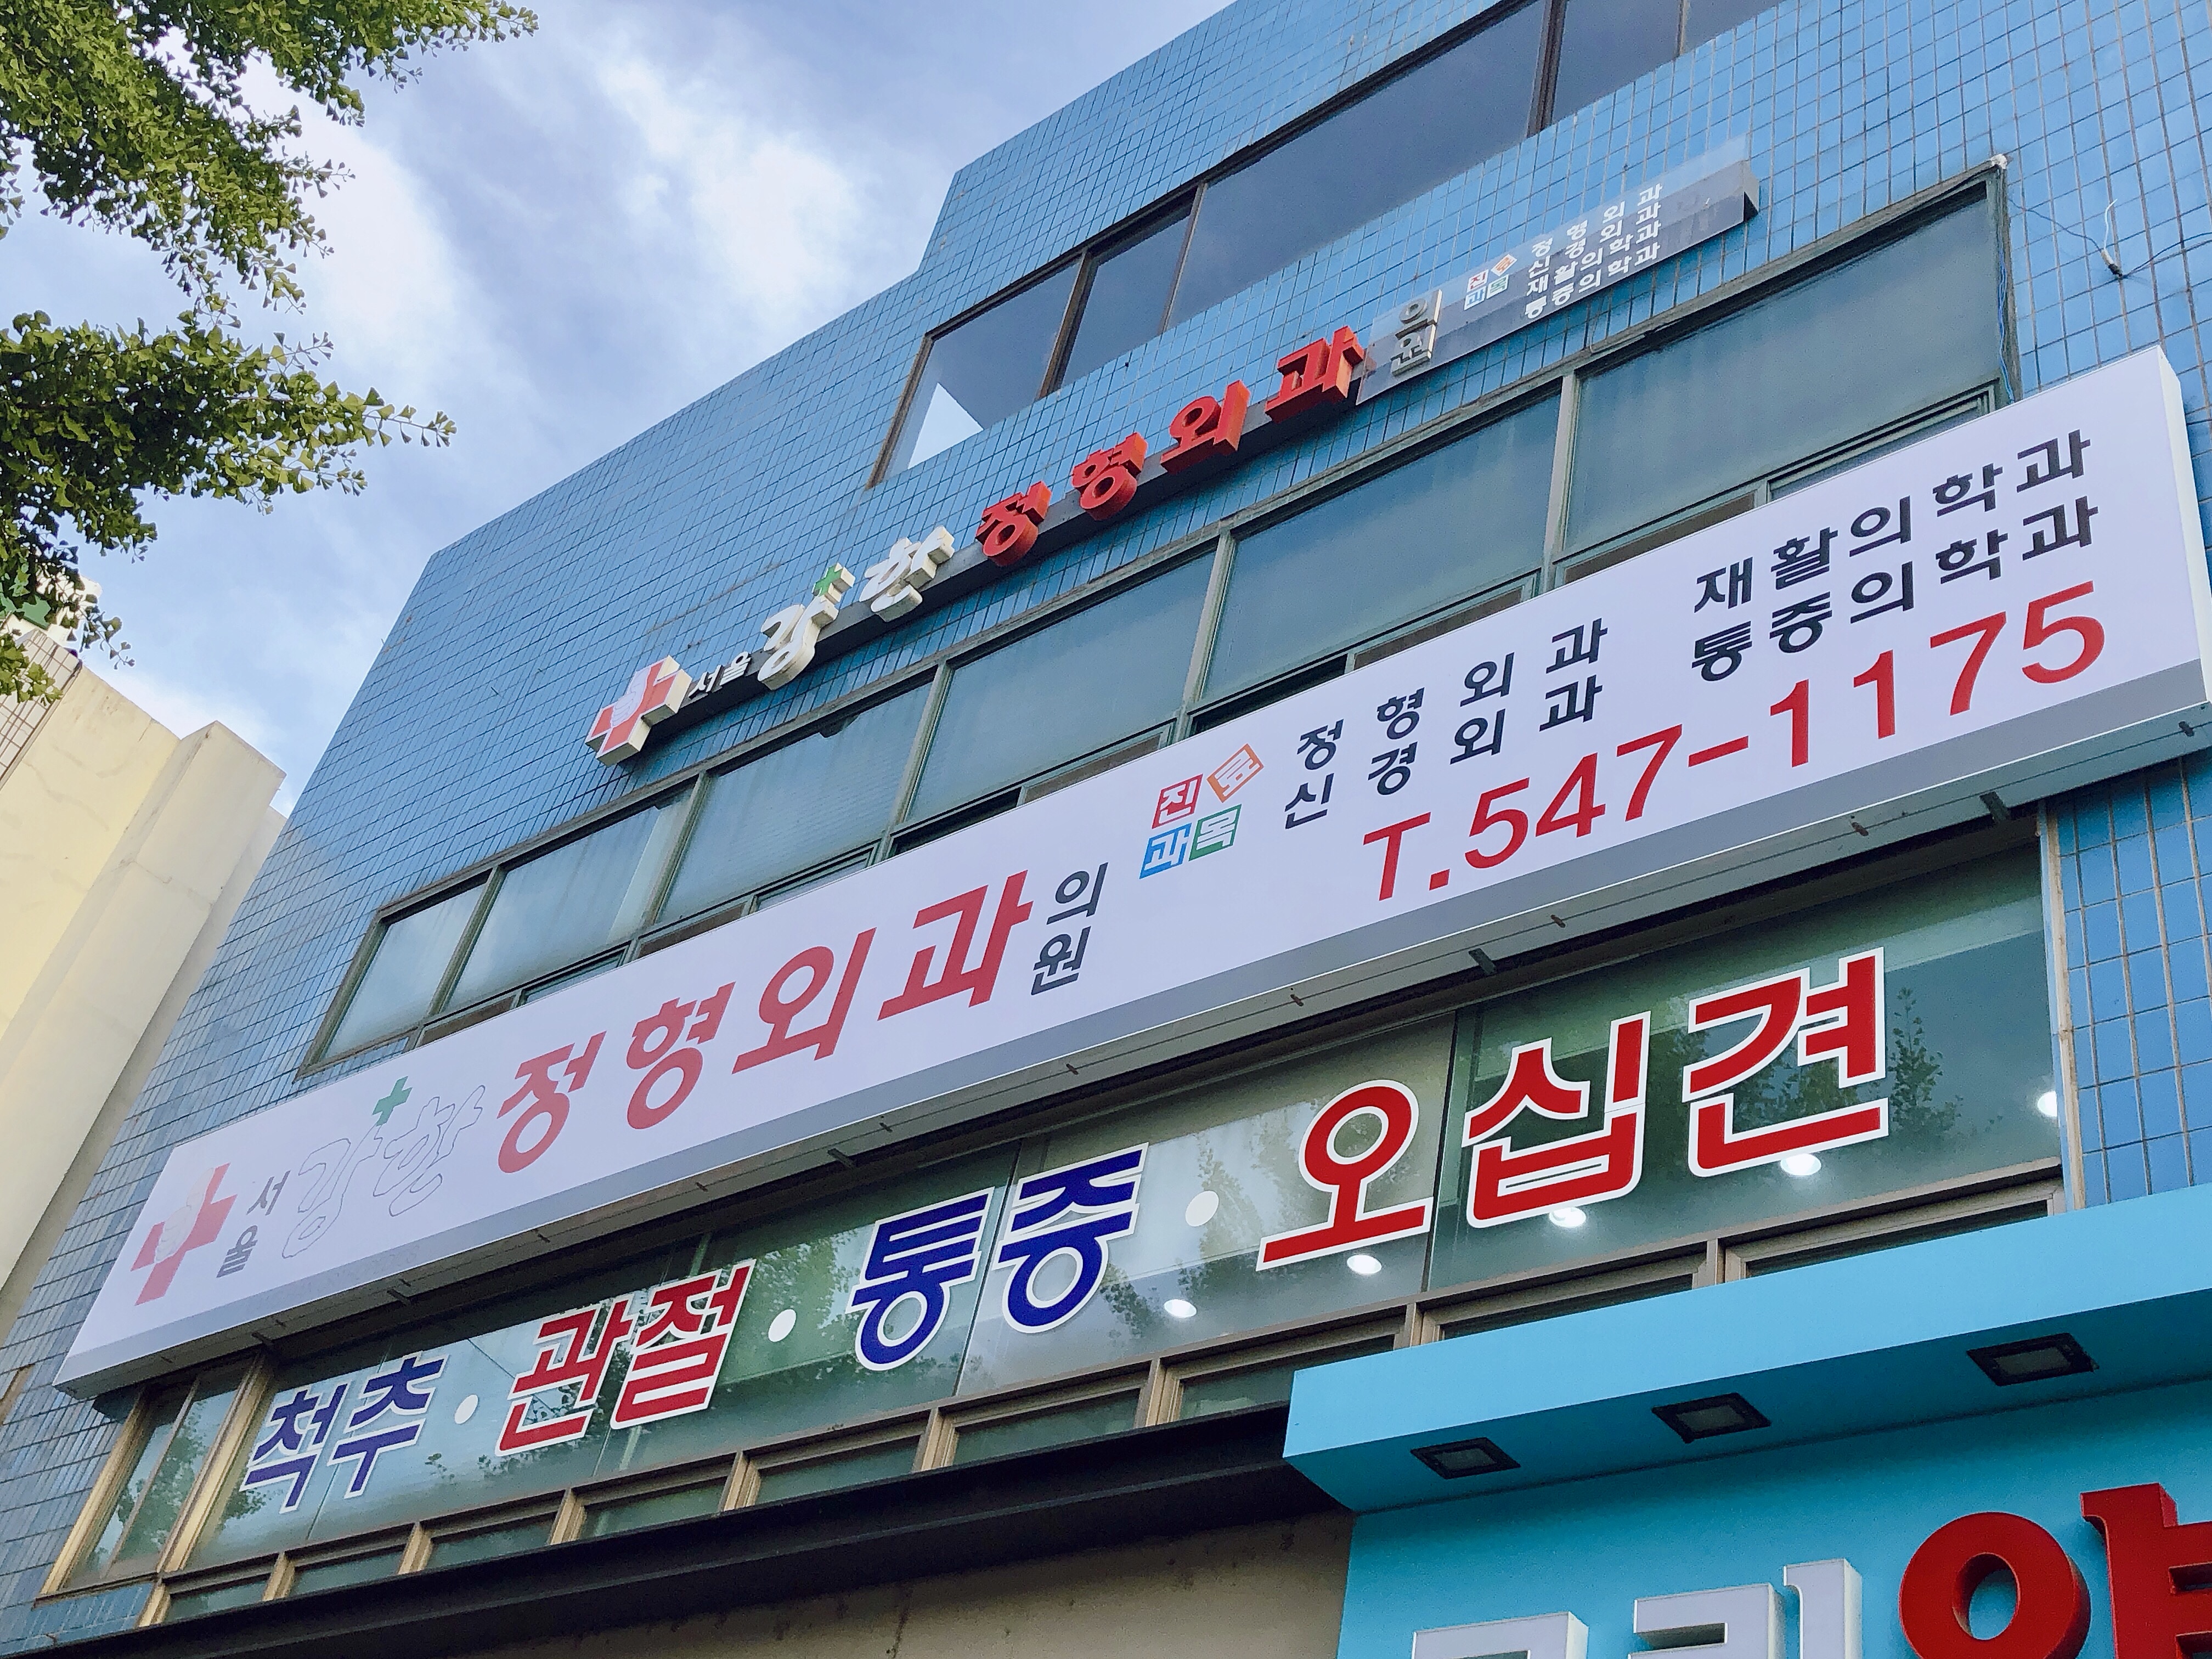 서울 강한 정형외과 의원
진료과목
정형외과
신경외과
재활의학과
통증의학과
서울 강한 정형외과 의원
진료과목
정형외과 재활의학과
신경외과 통증의학과
T.547-1175
척추 · 관절 · 통증 · 오십견